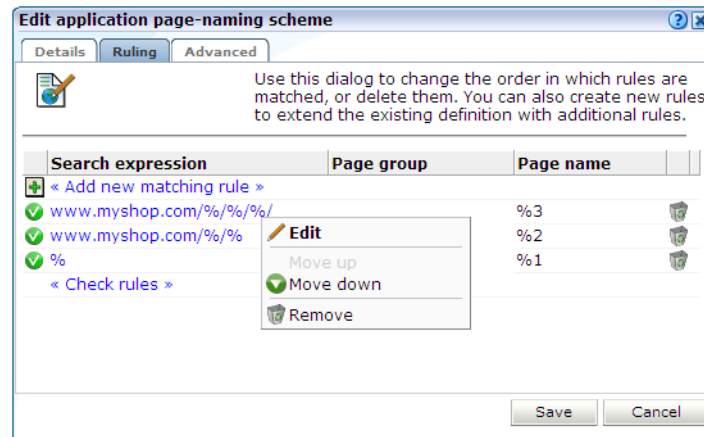 Edit application page-naming scheme
Details Ruling Advanced
Use this dialog to change the order in which rules are
matched, or delete them. You can also create new rules
to extend the existing definition with additional rules.
Search expression Page group Page name
« Add new matching rule »
www.myshop.com/%/%/%/ %3
www.myshop.com/%/% %2
% %1
« Check rules »
Edit
Move up
Move down
Remove
Save Cancel